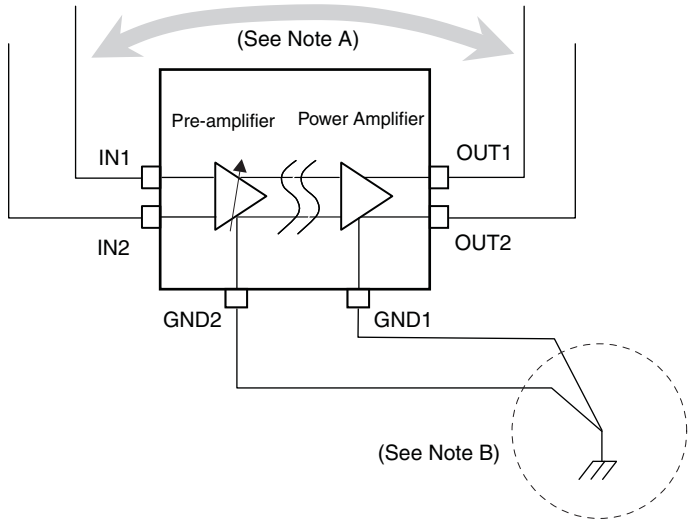 (See Note A)
Pre-amplifier
Power Amplifier
IN1
OUT1
IN2
OUT2
GND2
GND1
(See Note B)